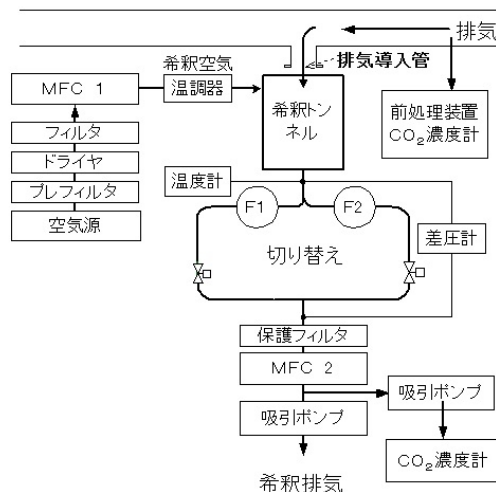 排気
希釈空気
排気導入管
MFC 1
温調器
希釈トン
ネル
前処理装置
CO₂濃度計
フィルタ
ドライヤ
プレフィルタ
空気源
温度計
F1
F2
差圧計
切り替え
保護フィルタ
MFC 2
吸引ポンプ
吸引ポンプ
CO₂濃度計
希釈排気